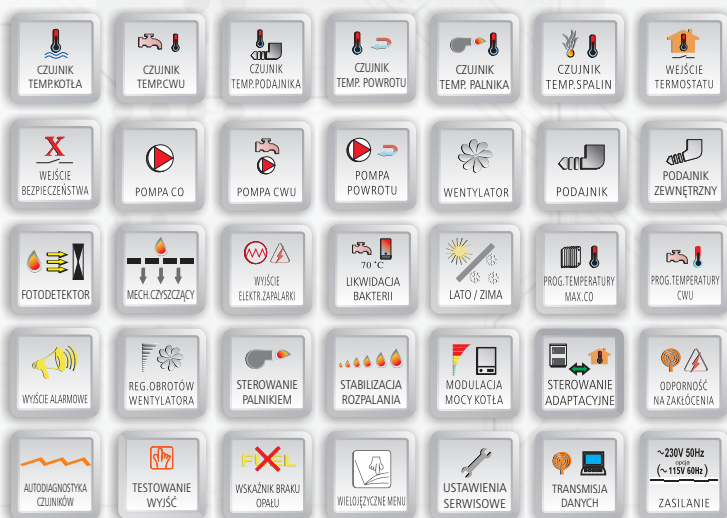 CZUJNIK
TEMP.KOTŁA
CZUJNIK
TEMP.CWU
CZUJNIK
TEMP.PODAJNIKA
CZUJNIK
TEMP. POWROTU
CZUJNIK
TEMP. PALNIKA
CZUJNIK
TEMP.SPALIN
WEJŚCIE
TERMOSTATU
X
WEJŚCIE
BEZPIECZEŃSTWA
POMPA CO
POMPA CWU
POMPA
POWROTU
WENTYLATOR
PODAJNIK
PODAJNIK
ZEWNĘTRZNY
FOTODETEKTOR
MECH.CZYSZCZĄCY
WYJŚCIE
ELEKTR.ZAPALARKI
70 °C
LIKWIDACJA
BAKTERII
LATO / ZIMA
PROG.TEMPERATURY
MAX.CO
PROG.TEMPERATURY
CWU
WYJŚCIE ALARMOWE
REG.OBROTÓW
WENTYLATORA
STEROWANIE
PALNIKIEM
STABILIZACJA
ROZPALANIA
MODULACJA
MOCY KOTŁA
STEROWANIE
ADAPTACYJNE
ODPORNOŚĆ
NA ZAKŁÓCENIA
AUTODIAGNOSTYKA
CZUJNIKÓW
TESTOWANIE
WYJŚĆ
FUEL
WSKAŹNIK BRAKU
OPAŁU
WIELOJĘZYCZNE MENU
USTAWIENIA
SERWISOWE
TRANSMISJA
DANYCH
~230V 50Hz
opcja
(~115V 60Hz)
ZASILANIE